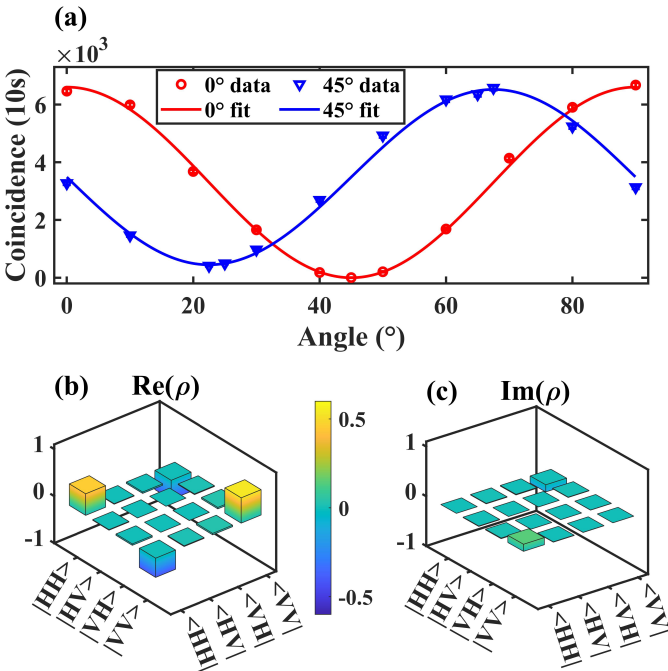 (a)
×10³
0° data
45° data
0° fit
45° fit
Coincidence (10s)
6
4
2
0
0
20
40
60
80
Angle (°)
(b)
Re(ρ)
1
0
-1
|HH>
|HV>
|VH>
|VV>
|HH>
|HV>
|VH>
|VV>
0.5
0
-0.5
(c)
Im(ρ)
1
0
-1
|HH>
|HV>
|VH>
|VV>
|HH>
|HV>
|VH>
|VV>